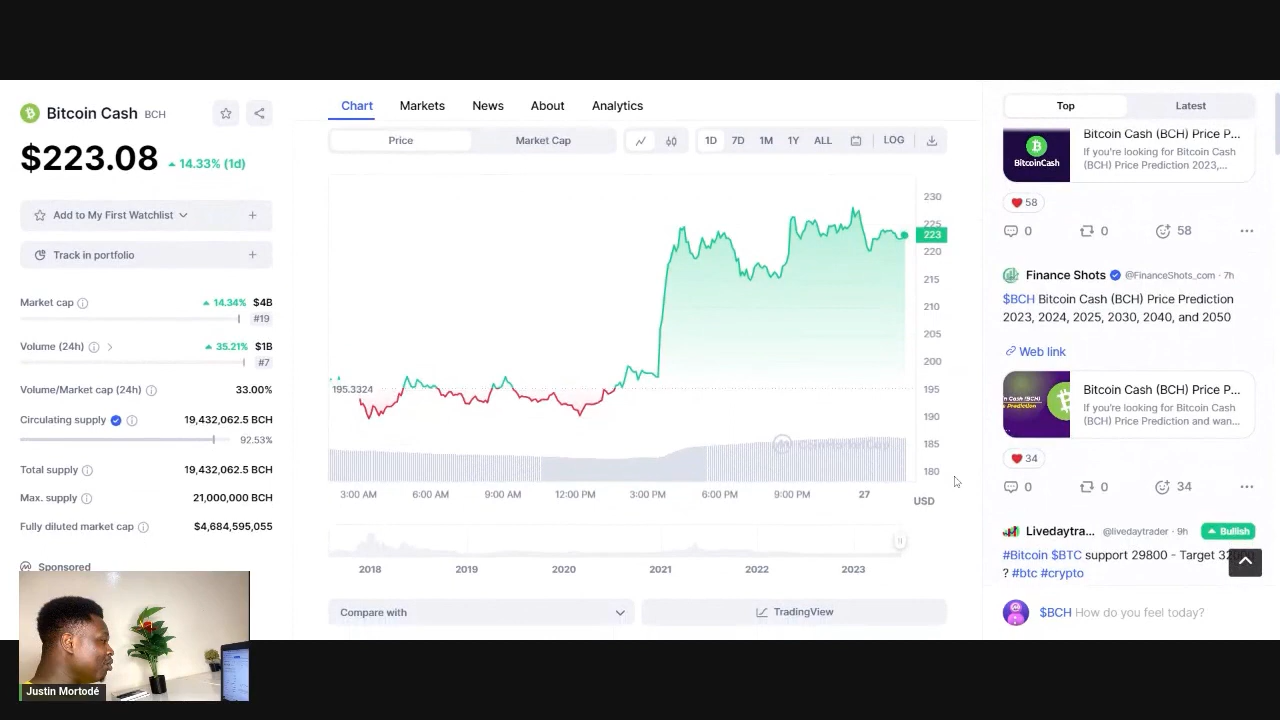 Bitcoin Cash BCH
$223.08 14.33% (1d)
Add to My First Watchlist
Track in portfolio
Market cap 14.34% $4B
#19
Volume (24h) 35.21% $1B
#7
Volume/Market cap (24h) 33.00%
Circulating supply 19,432,062.5 BCH
92.53%
Total supply 19,432,062.5 BCH
Max. supply 21,000,000 BCH
Fully diluted market cap $4,684,595,055
Sponsored
Justin Mortodé
Chart Markets News About Analytics
Price Market Cap 1D 7D 1M 1Y ALL LOG
230
225
223
220
215
210
205
200
195
190
185
180
195.3324
CoinMarketCap
3:00 AM 6:00 AM 9:00 AM 12:00 PM 3:00 PM 6:00 PM 9:00 PM 27
USD
2018 2019 2020 2021 2022 2023
Compare with TradingView
Top Latest
BitcoinCash
Bitcoin Cash (BCH) Price P...
If you're looking for Bitcoin Cash
(BCH) Price Prediction 2023,...
58
0 0 58
Finance Shots @FinanceShots_com · 7h
$BCH Bitcoin Cash (BCH) Price Prediction
2023, 2024, 2025, 2030, 2040, and 2050
Web link
Bitcoin Cash (BCH) Price P...
If you're looking for Bitcoin Cash
(BCH) Price Prediction and wan...
34
0 0 34
Livedaytra... @livedaytrader · 9h Bullish
#Bitcoin $BTC support 29800 - Target
? #btc #crypto
$BCH How do you feel today?